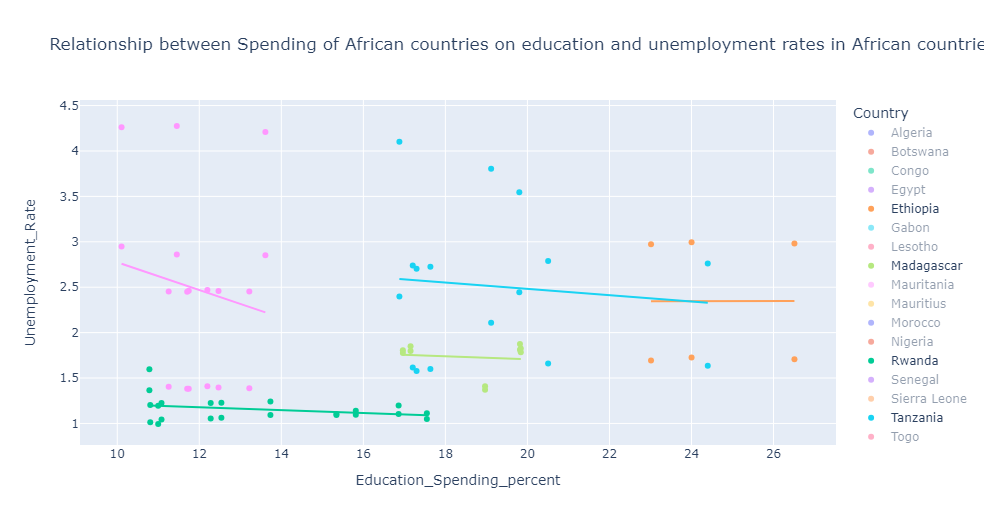 Relationship between Spending of African countries on education and unemployment rates in African countrie
4.5
4
3.5
3
2.5
2
1.5
1
Unemployment_Rate
10
12
14
16
18
20
22
24
26
Education_Spending_percent
Country
Algeria
Botswana
Congo
Egypt
Ethiopia
Gabon
Lesotho
Madagascar
Mauritania
Mauritius
Morocco
Nigeria
Rwanda
Senegal
Sierra Leone
Tanzania
Togo